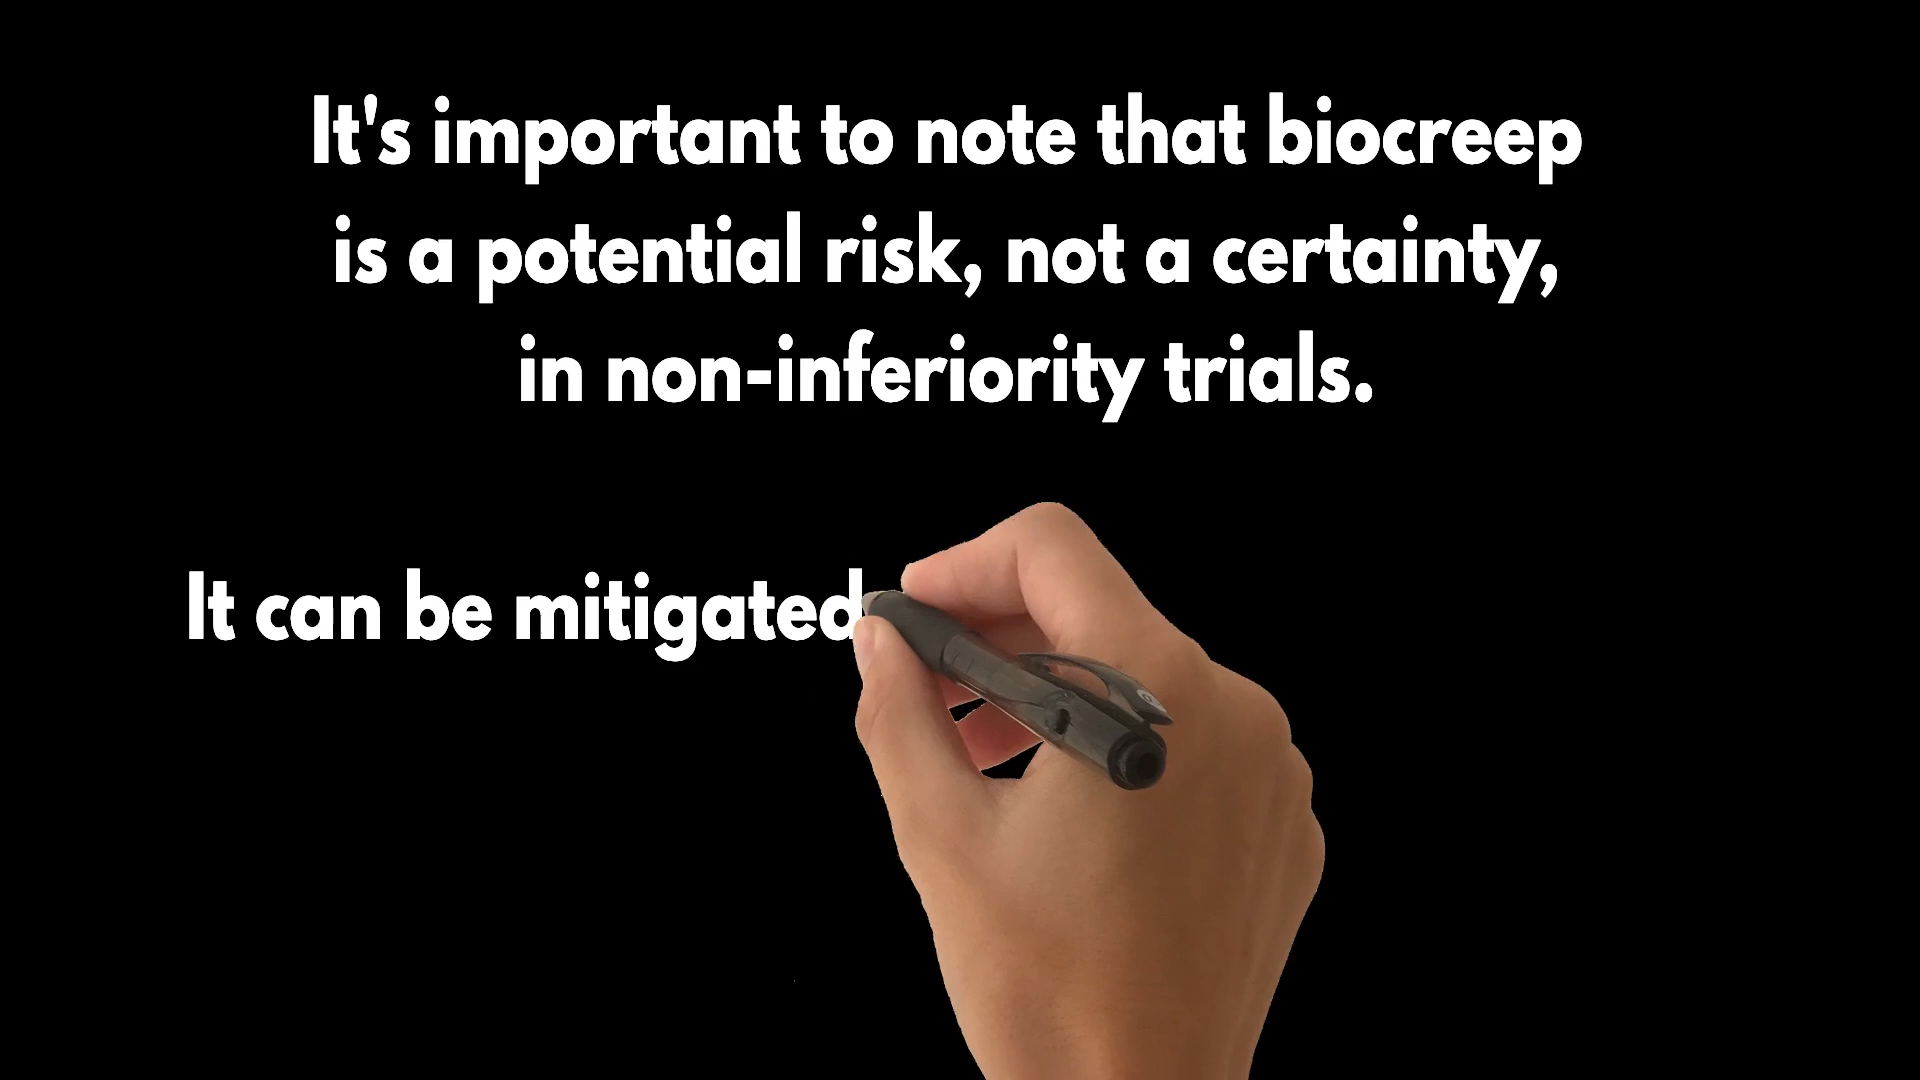 It's important to note that biocreep
is a potential risk, not a certainty,
in non-inferiority trials.
It can be mitigated